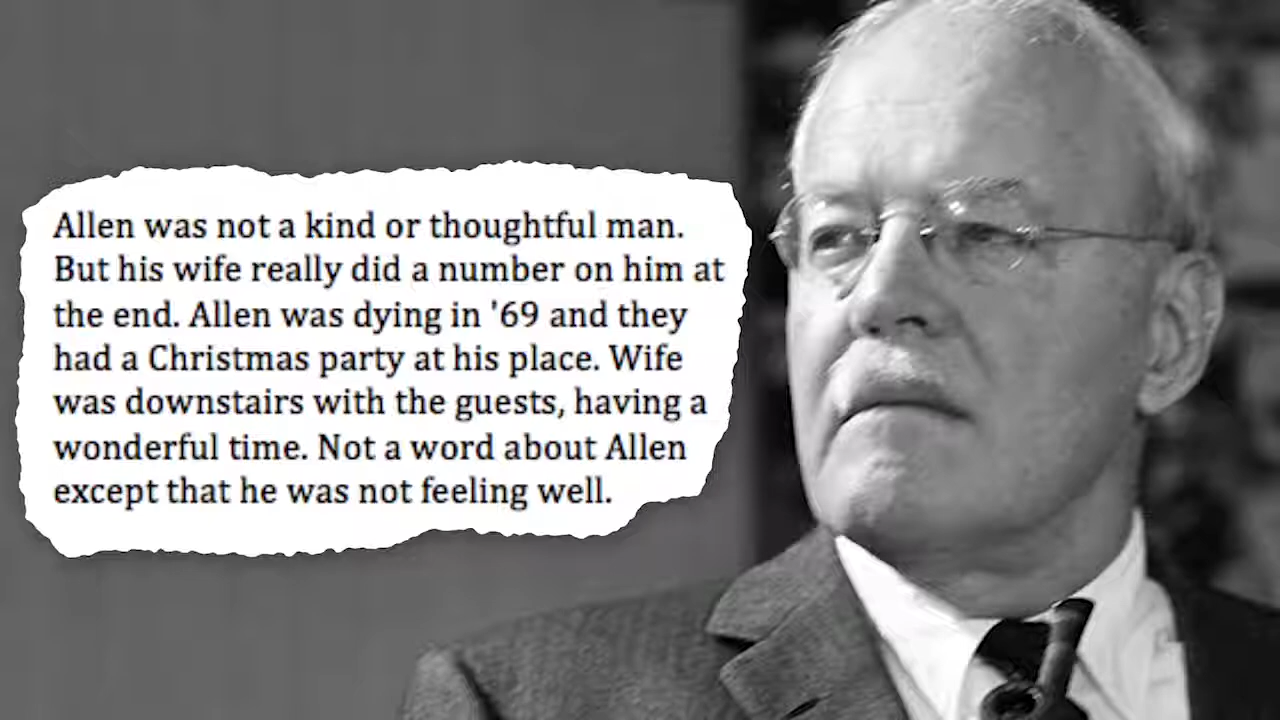 Allen was not a kind or thoughtful man.
But his wife really did a number on him at
the end. Allen was dying in '69 and they
had a Christmas party at his place. Wife
was downstairs with the guests, having a
wonderful time. Not a word about Allen
except that he was not feeling well.